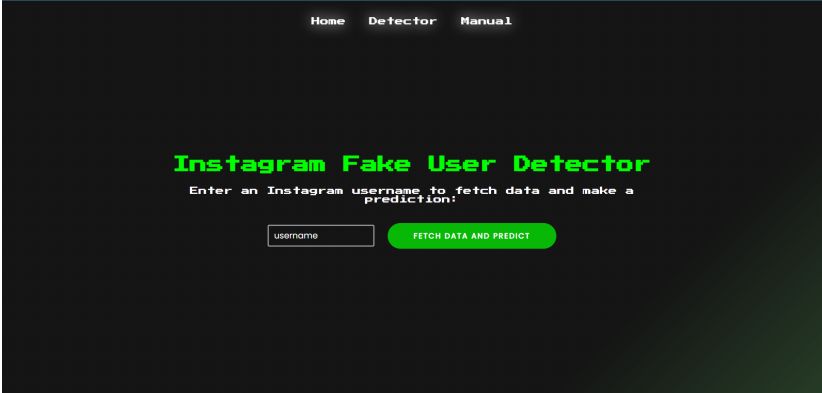 Home Detector Manual
Instagram Fake User Detector
Enter an Instagram username to fetch data and make a
prediction:
username FETCH DATA AND PREDICT